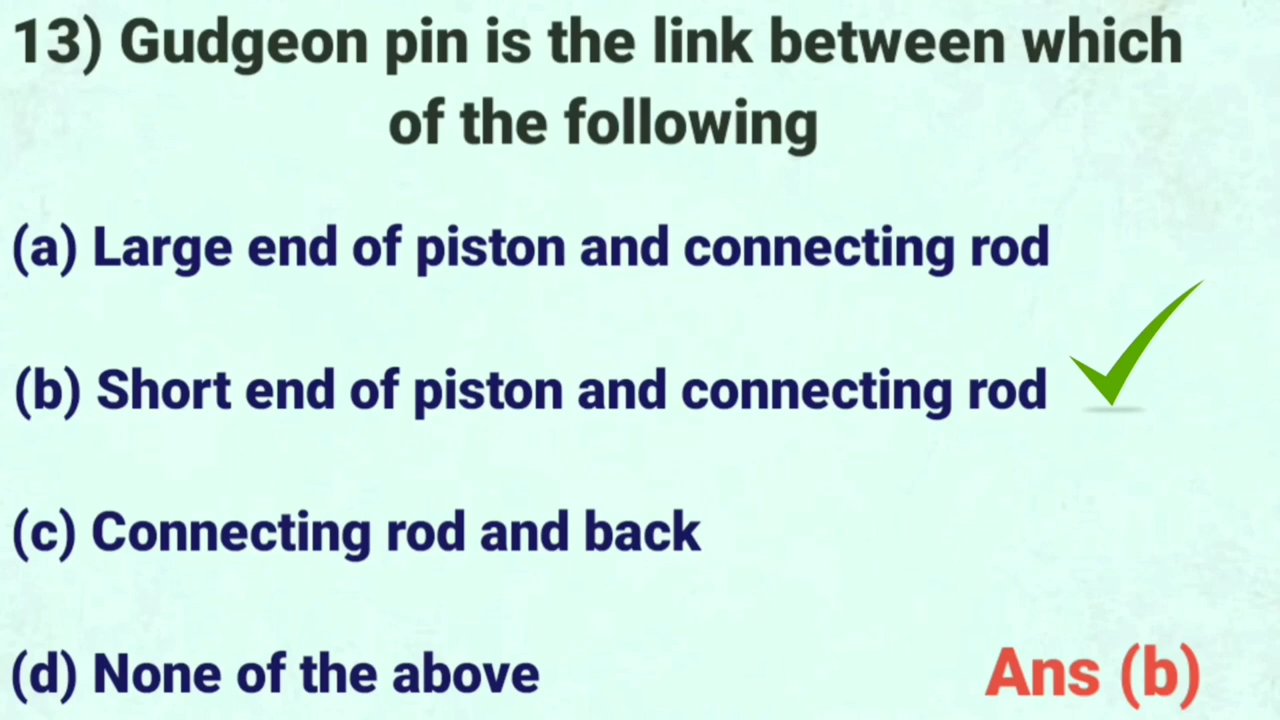 13) Gudgeon pin is the link between which
of the following
(a) Large end of piston and connecting rod
(b) Short end of piston and connecting rod
(c) Connecting rod and back
(d) None of the above
Ans (b)